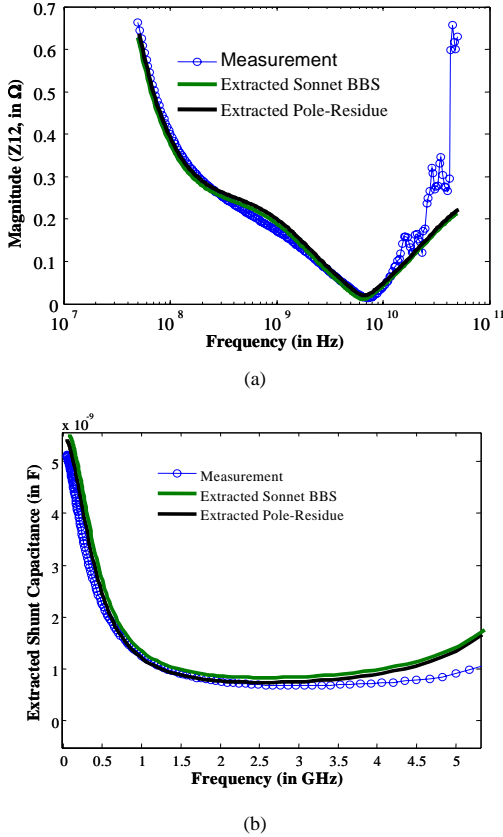 0.7
0.6
0.5
0.4
0.3
0.2
0.1
0
Magnitude (Z12, in Ω)
Measurement
Extracted Sonnet BBS
Extracted Pole-Residue
10^7 10^8 10^9 10^10 10^11
Frequency (in Hz)
(a)
x 10^-9
5
4
3
2
1
0
Extracted Shunt Capacitance (in F)
Measurement
Extracted Sonnet BBS
Extracted Pole-Residue
0 0.5 1 1.5 2 2.5 3 3.5 4 4.5 5
Frequency (in GHz)
(b)